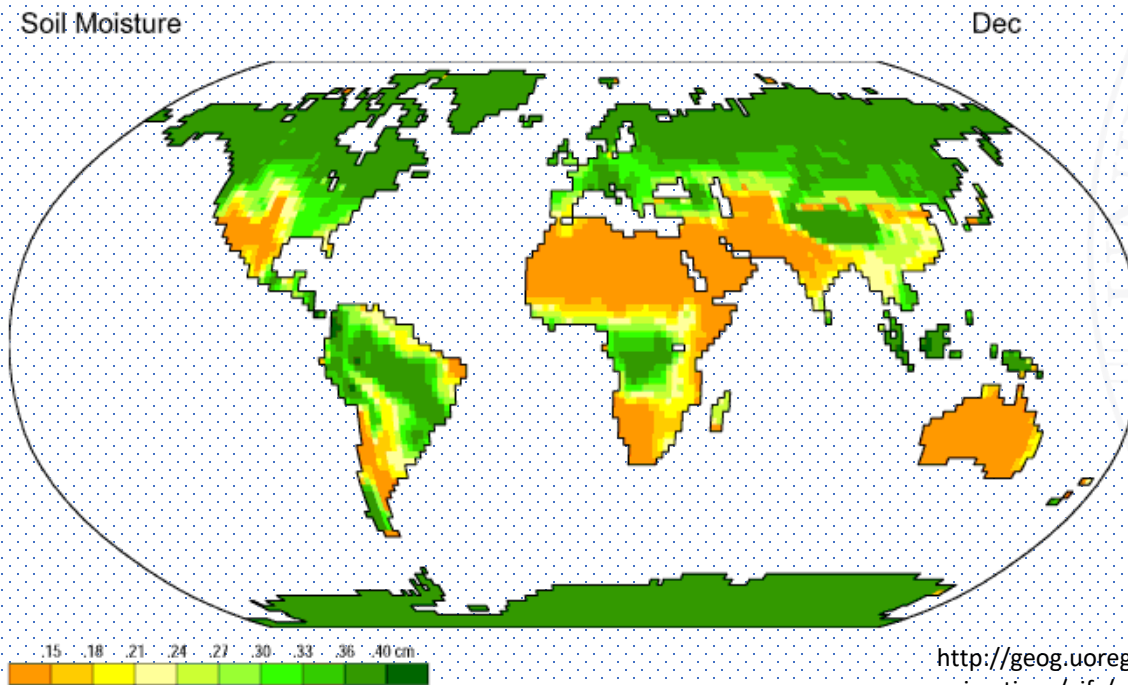 Soil Moisture Dec
.15 .18 .21 .24 .27 .30 .33 .36 .40 cm
http://geog.uoreg